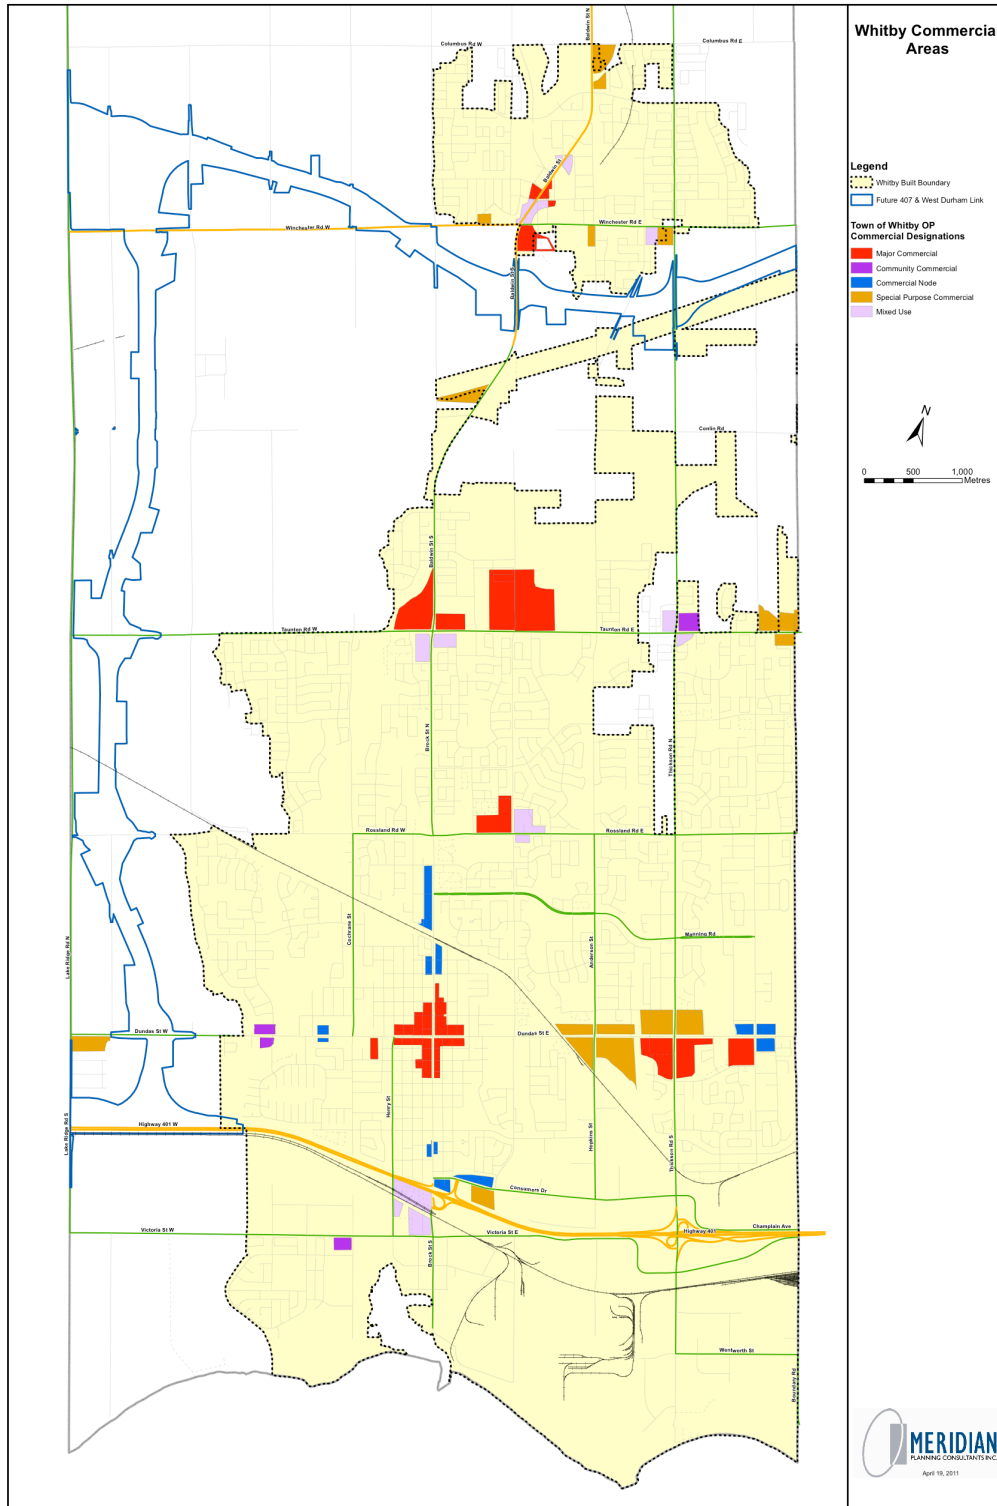 Whitby Commercia
Areas
Legend
Whitby Built Boundary
Future 407 & West Durham Link
Town of Whitby OP
Commercial Designations
Major Commercial
Community Commercial
Commercial Node
Special Purpose Commercial
Mixed Use
N
0 500 1,000
Metres
MERIDIAN
PLANNING CONSULTANTS INC.
April 19, 2011
Baldwin St N
Columbus Rd W
Columbus Rd E
Baldwin St
Winchester Rd W
Winchester Rd E
Baldwin St S
Conlin Rd
Baldwin St S
Taunton Rd W
Taunton Rd E
Brock St N
Thickson Rd N
Rossland Rd W
Rossland Rd E
Cochrane St
Anderson St
Manning Rd
Lake Ridge Rd N
Dundas St W
Dundas St E
Henry St
Hopkins St
Thickson Rd S
Lake Ridge Rd S
Highway 401 W
Consumers Dr
Victoria St W
Victoria St E
Highway 401
Champlain Ave
Brock St S
Wentworth St
Boundary Rd